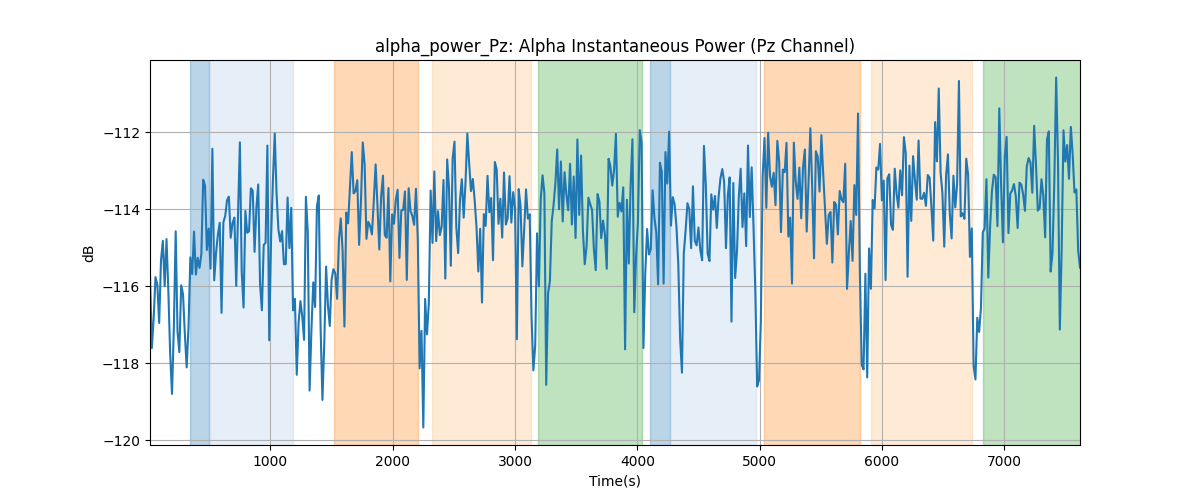 alpha_power_Pz: Alpha Instantaneous Power (Pz Channel)
−112
−114
−116
−118
−120
dB
1000 2000 3000 4000 5000 6000 7000
Time(s)